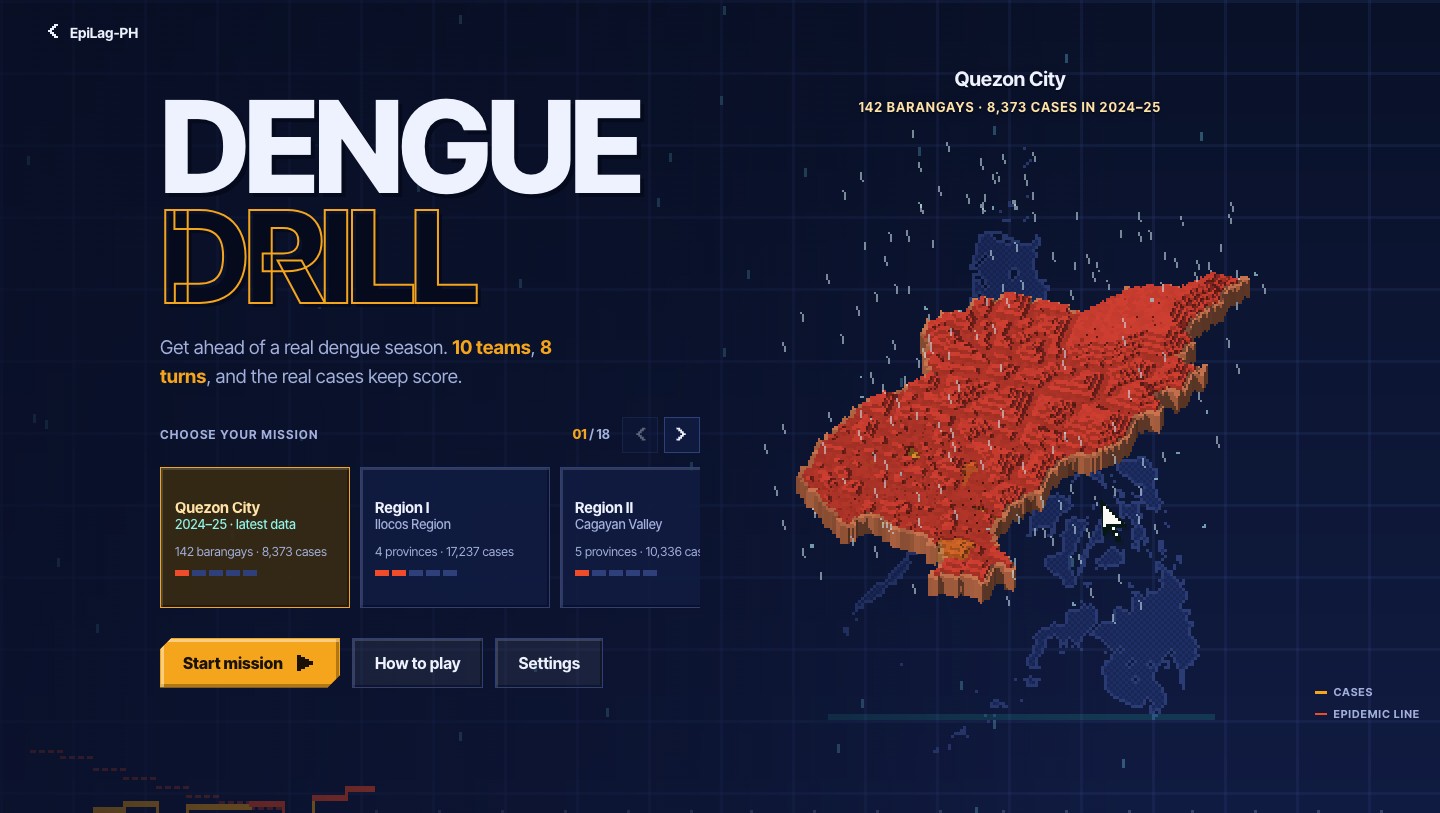 EpiLag-PH
DENGUE
DRILL
Get ahead of a real dengue season. 10 teams, 8
turns, and the real cases keep score.
CHOOSE YOUR MISSION
01 / 18
Quezon City
2024–25 · latest data
142 barangays · 8,373 cases
Region I
Ilocos Region
4 provinces · 17,237 cases
Region II
Cagayan Valley
5 provinces · 10,336 cas
Start mission
How to play
Settings
Quezon City
142 BARANGAYS · 8,373 CASES IN 2024–25
CASES
EPIDEMIC LINE